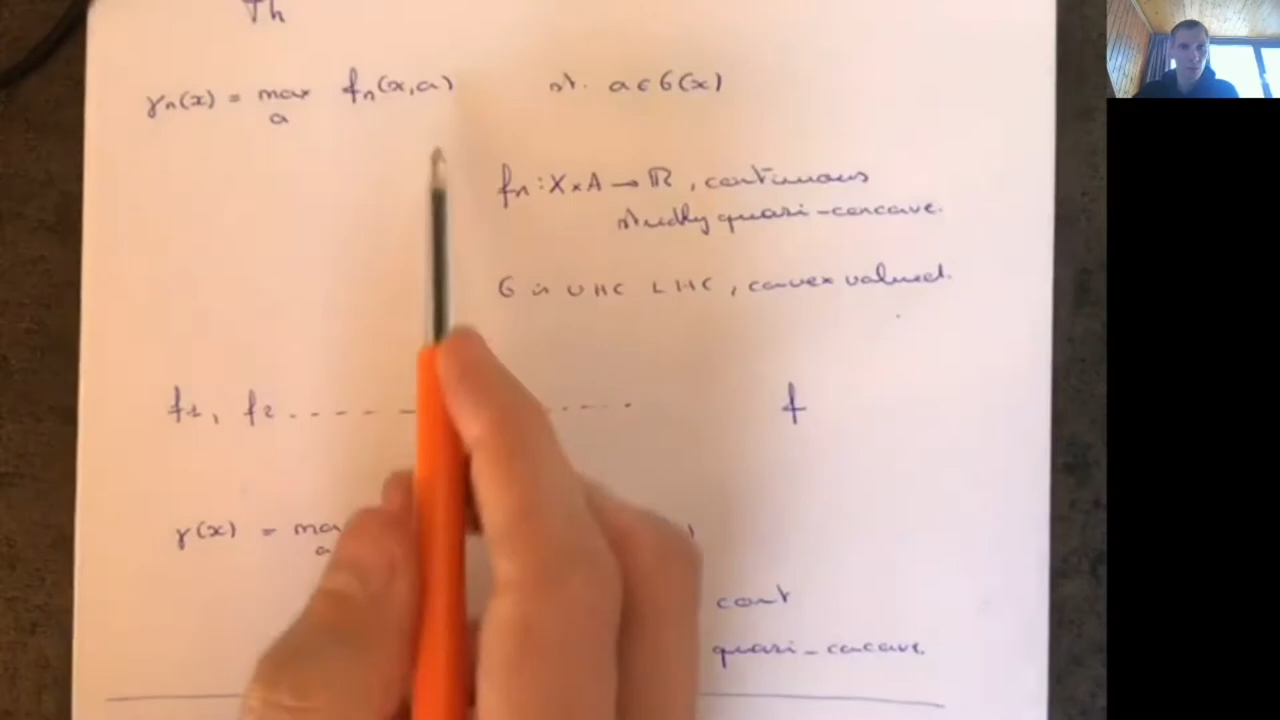 Th
γn(x) = max fn(x,a) st. a∈G(x)
a
fn : X×A → ℝ, continuous
strictly quasi-concave.
G is UHC LHC, convex valued.
f1, f2 - - - - - - - - - f
γ(x) = ma )
a
cont
quasi-concave.